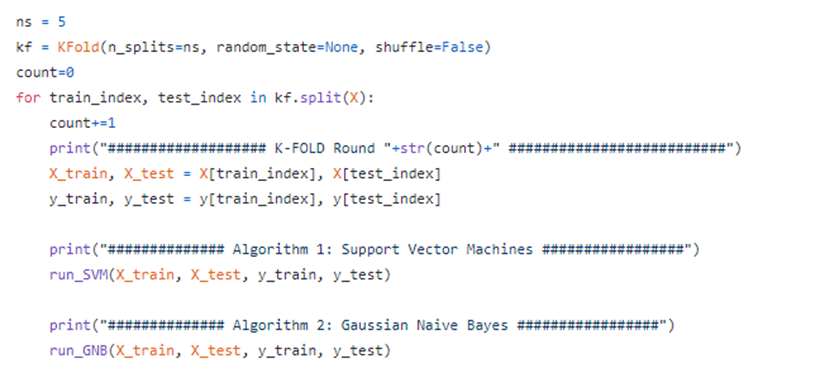 ns = 5
kf = KFold(n_splits=ns, random_state=None, shuffle=False)
count=0
for train_index, test_index in kf.split(X):
    count+=1
    print("################### K-FOLD Round "+str(count)+" ##########################")
    X_train, X_test = X[train_index], X[test_index]
    y_train, y_test = y[train_index], y[test_index]

    print("############## Algorithm 1: Support Vector Machines #################")
    run_SVM(X_train, X_test, y_train, y_test)

    print("############## Algorithm 2: Gaussian Naive Bayes #################")
    run_GNB(X_train, X_test, y_train, y_test)